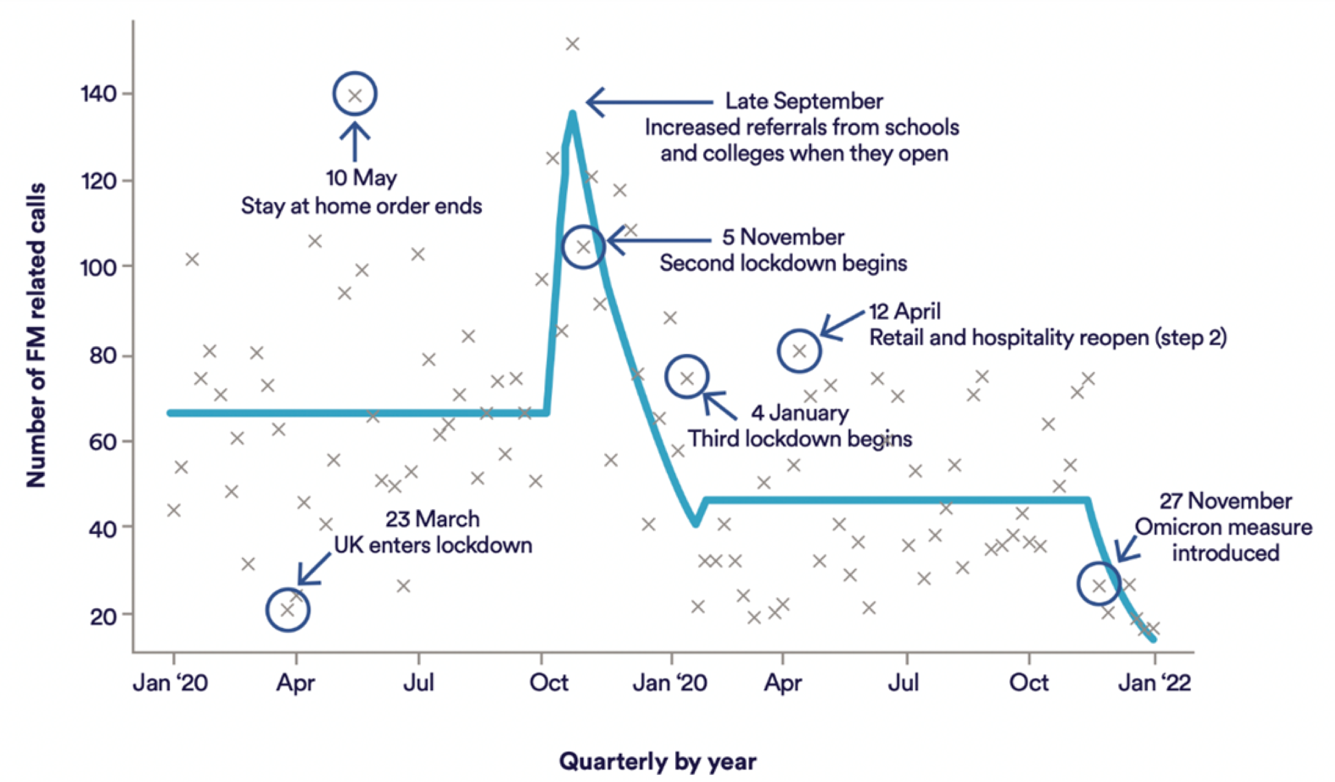 Number of FM related calls
140
120
100
80
60
40
20
10 May
Stay at home order ends
Late September
Increased referrals from schools
and colleges when they open
5 November
Second lockdown begins
12 April
Retail and hospitality reopen (step 2)
4 January
Third lockdown begins
23 March
UK enters lockdown
27 November
Omicron measure
introduced
Jan ‘20
Apr
Jul
Oct
Jan ‘20
Apr
Jul
Oct
Jan ‘22
Quarterly by year